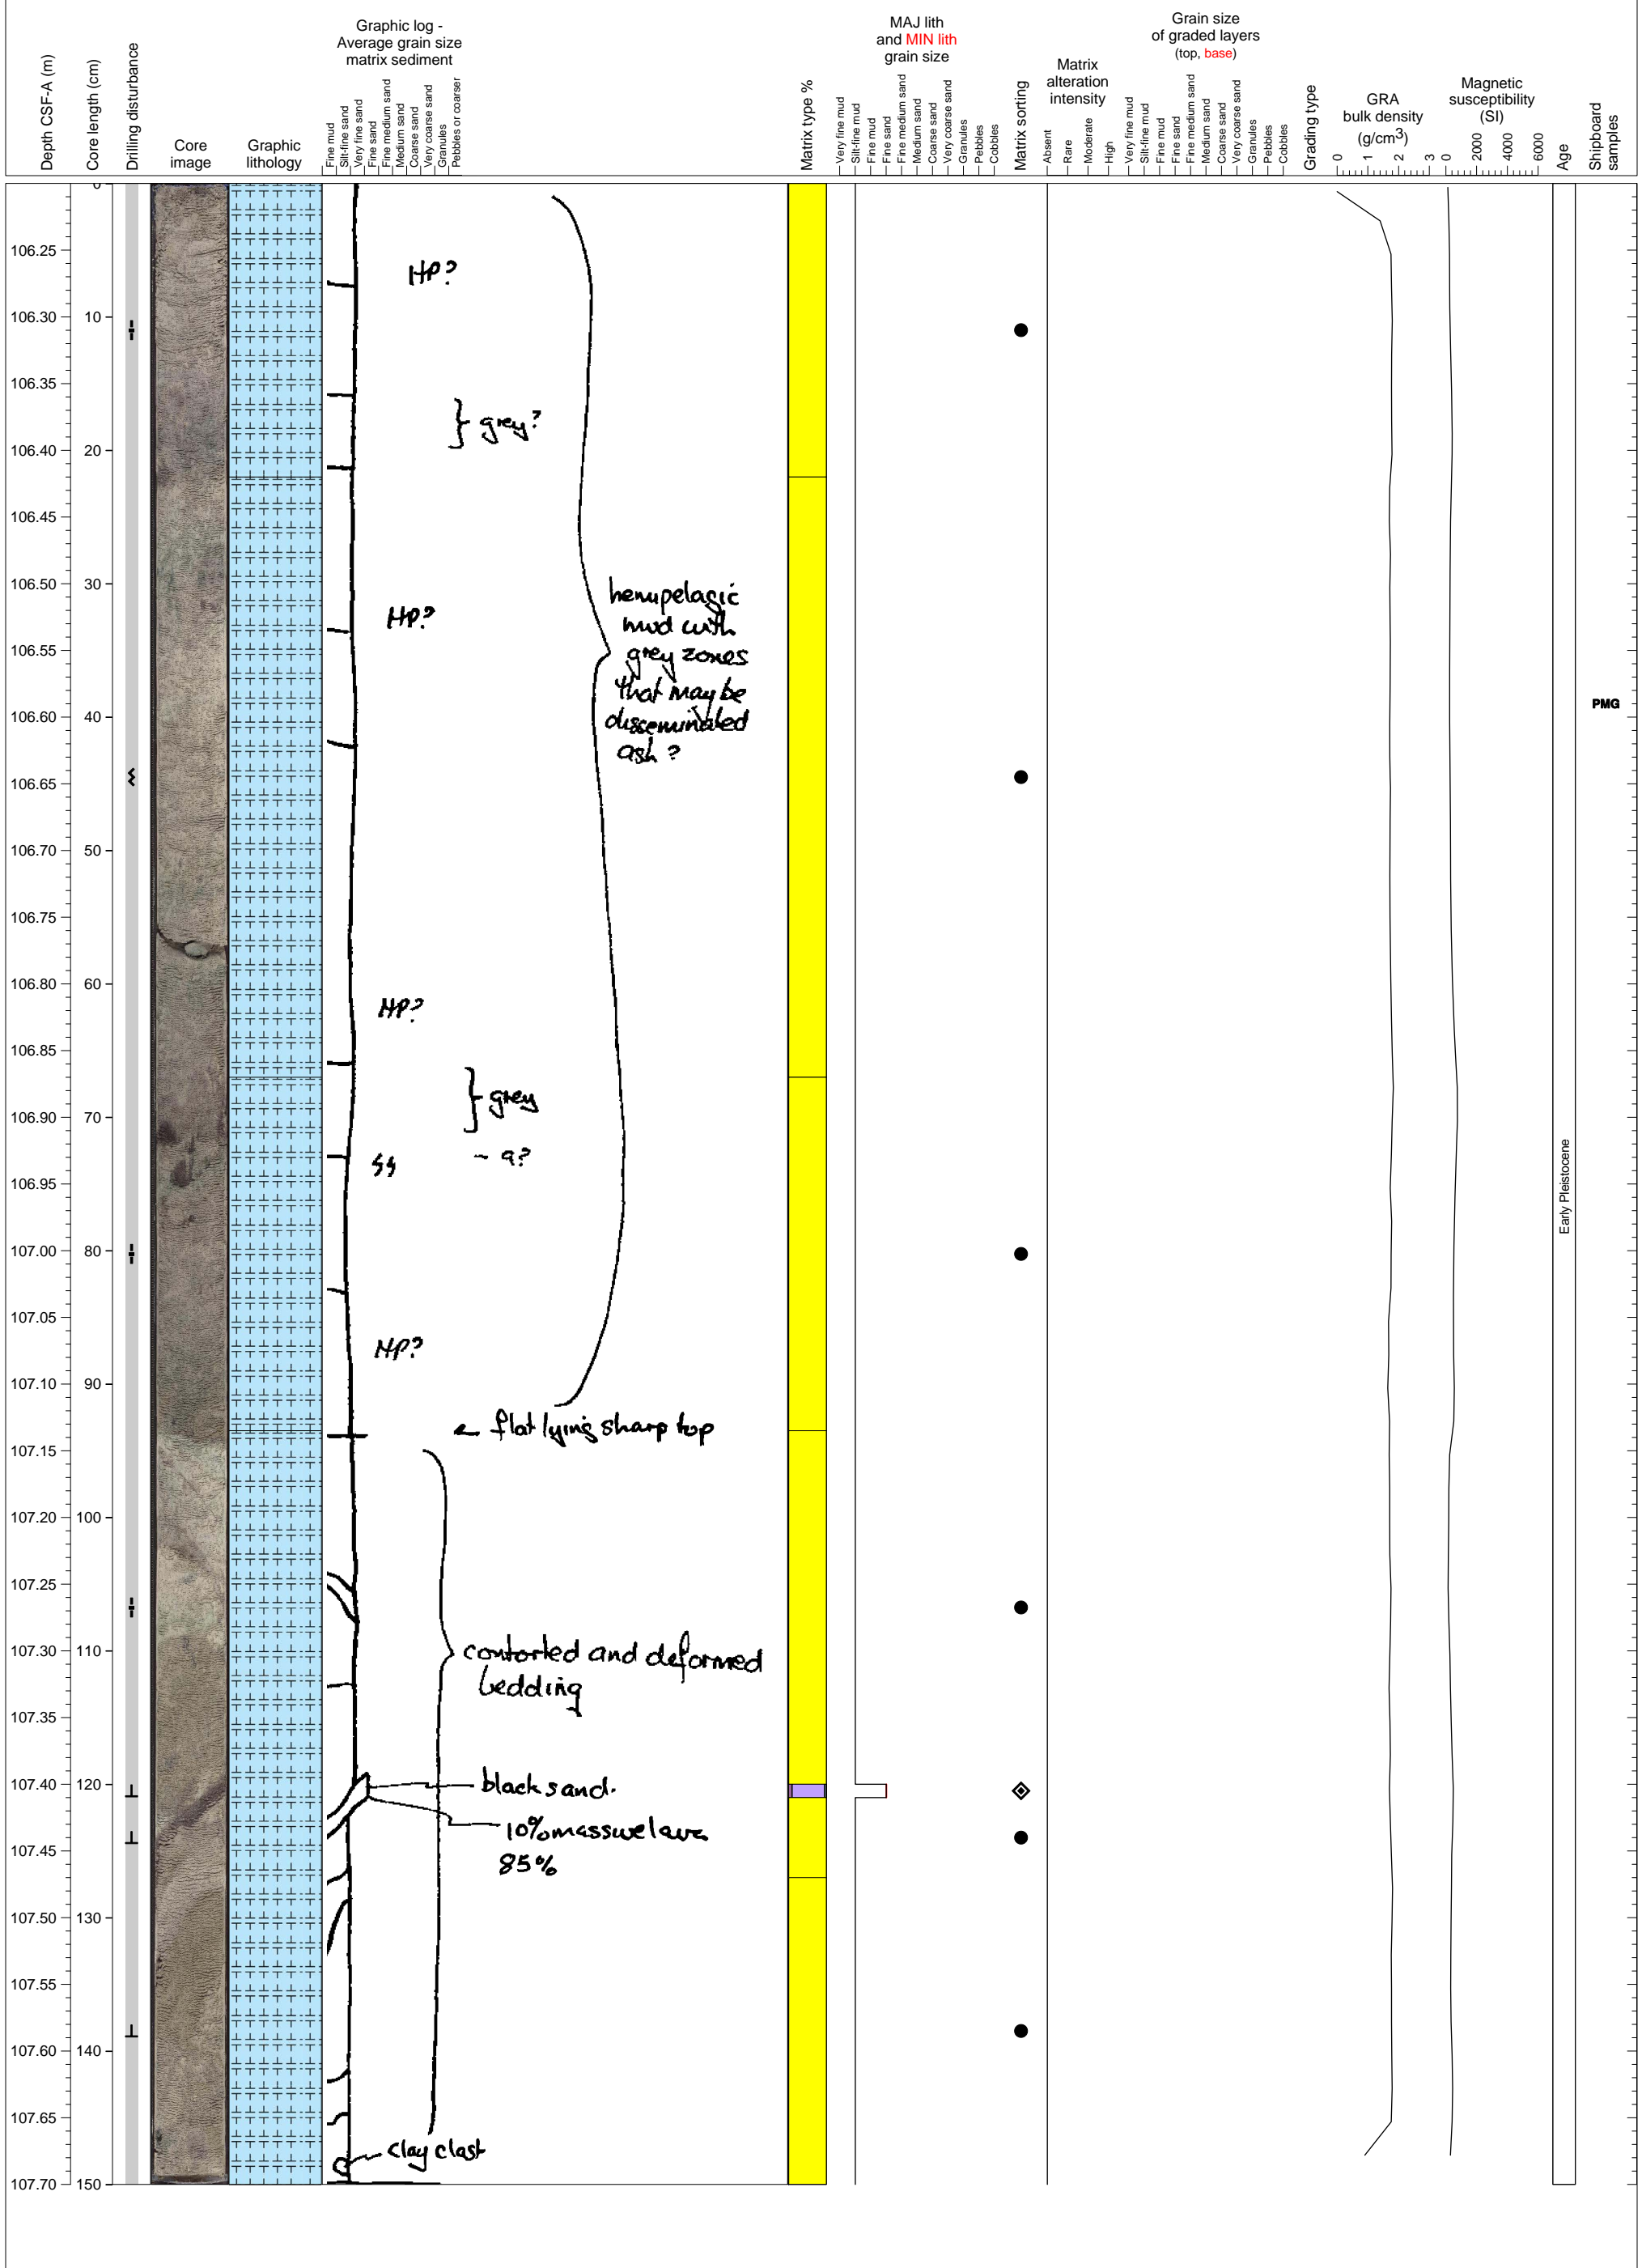 Depth CSF-A (m)
Core length (cm)
Drilling disturbance
Core
image
Graphic
lithology
Graphic log -
Average grain size
matrix sediment
Fine mud
Silt-fine sand
Very fine sand
Fine sand
Fine medium sand
Medium sand
Coarse sand
Very coarse sand
Granules
Pebbles or coarser
Matrix type %
MAJ lith
and MIN lith
grain size
Very fine mud
Silt-fine mud
Fine mud
Fine sand
Fine medium sand
Medium sand
Coarse sand
Very coarse sand
Granules
Pebbles
Cobbles
Matrix sorting
Matrix
alteration
intensity
Absent
Rare
Moderate
High
Grain size
of graded layers
(top, base)
Very fine mud
Silt-fine mud
Fine mud
Fine sand
Fine medium sand
Medium sand
Coarse sand
Very coarse sand
Granules
Pebbles
Cobbles
Grading type
GRA
bulk density
(g/cm3)
0 1 2 3
Magnetic
susceptibility
(SI)
0 2000 4000 6000
Age
Shipboard
samples
0
106.25
HP?
106.30 10
106.35
grey?
106.40 20
106.45
106.50 30
hemipelagic
HP?
mud with
106.55
grey zones
that may be
106.60 40
PMG
disseminated
ash ?
106.65
106.70 50
106.75
106.80 60
HP?
106.85
grey
106.90 70
- a?
106.95
Early Pleistocene
107.00 80
107.05
HP?
107.10 90
flat lying sharp top
107.15
107.20 100
107.25
107.30 110
contorted and deformed
bedding
107.35
107.40 120
black sand.
10% massive lava
107.45
85%
107.50 130
107.55
107.60 140
107.65
clay clast
107.70 150